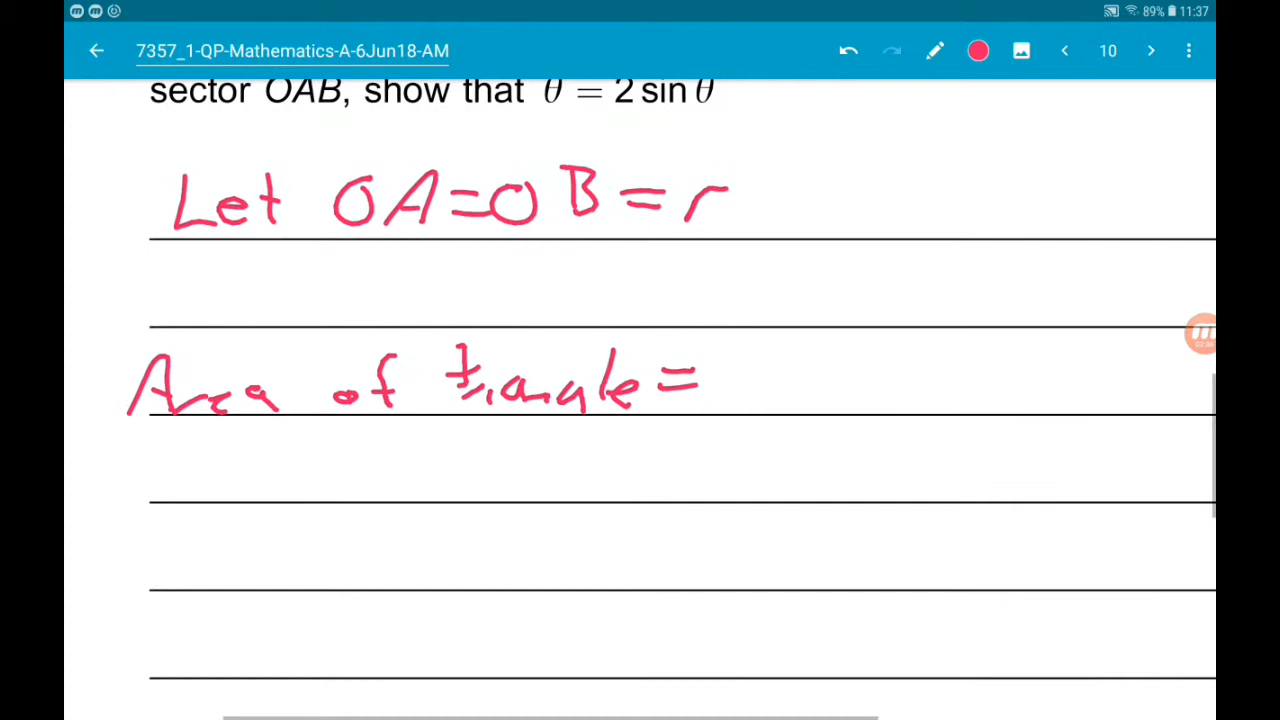 89% 11:37
7357_1-QP-Mathematics-A-6Jun18-AM 10
sector OAB, show that θ = 2 sin θ
Let OA=OB=r
Area of triangle=